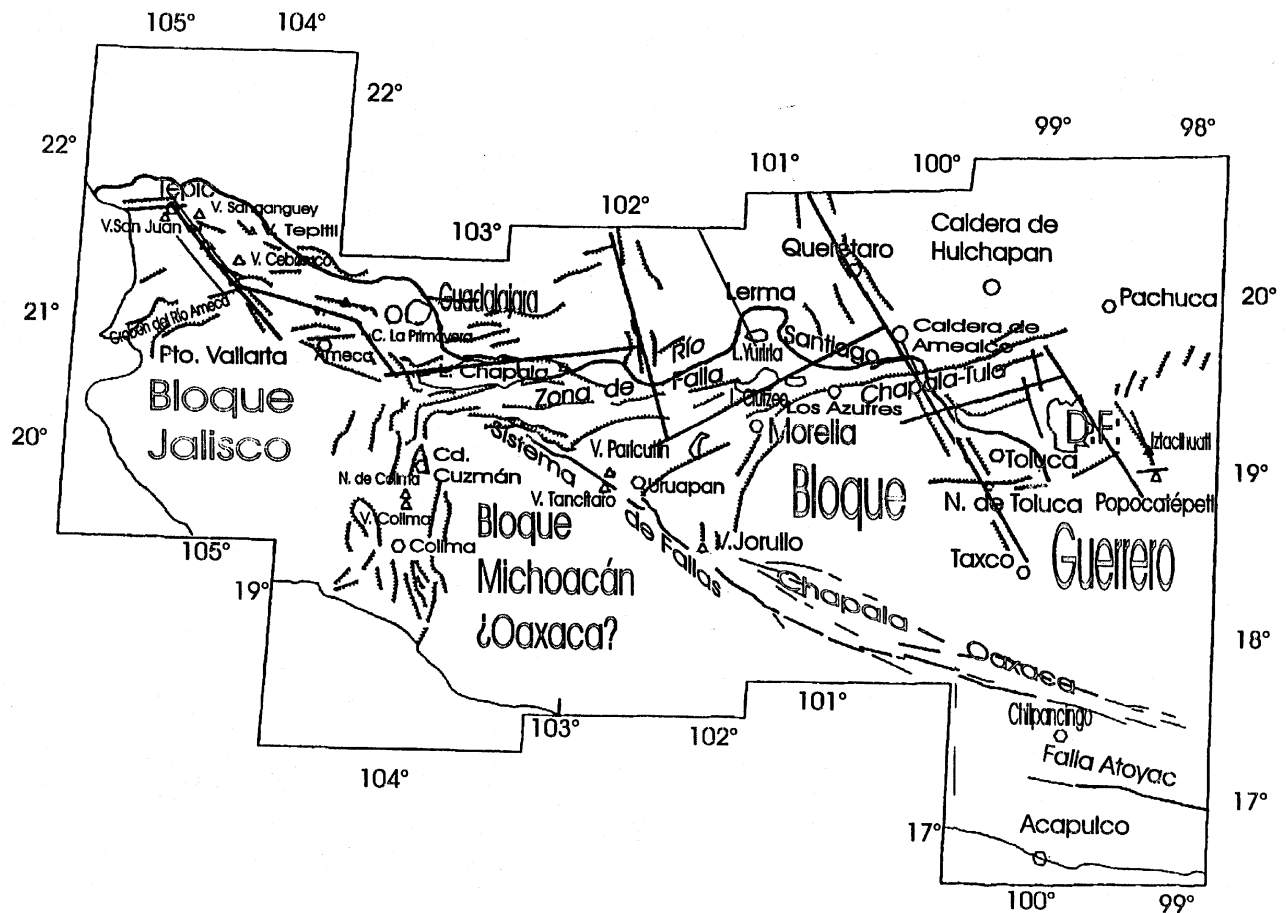 105°
104°
22°
22°
99°
98°
101°
100°
102°
103°
Tepic
V. Sanganguey
V.San Juan
V. Tepitil
V. Ceboruco
Querétaro
Caldera de
Hulchapan
Pachuca
20°
21°
Guadalajara
C. La Primavera
Graben del Río Ameca
Pto. Vallarta
Ameca
L. Chapala
Lerma
Río
Santiago
Falla
L.Yuriria
Caldera de
Amealco
Chapala-Tula
Zona de
L. Cuitzeo
Los Azufres
Bloque
Jalisco
20°
Sistema
V. Paricutín
Morelia
D.F.
Iztaccihuatl
Toluca
19°
Cd.
Cuzmán
N. de Colima
V. Colima
V. Tancítaro
Uruapan
Bloque
N. de Toluca
Popocatépetl
105°
Colima
Bloque
Michoacán
¿Oaxaca?
de Fallas
V.Jorullo
Taxco
Guerrero
19°
Chapala
Oaxaca
18°
103°
102°
101°
104°
Chilpancingo
Falla Atoyac
17°
17°
Acapulco
100°
99°